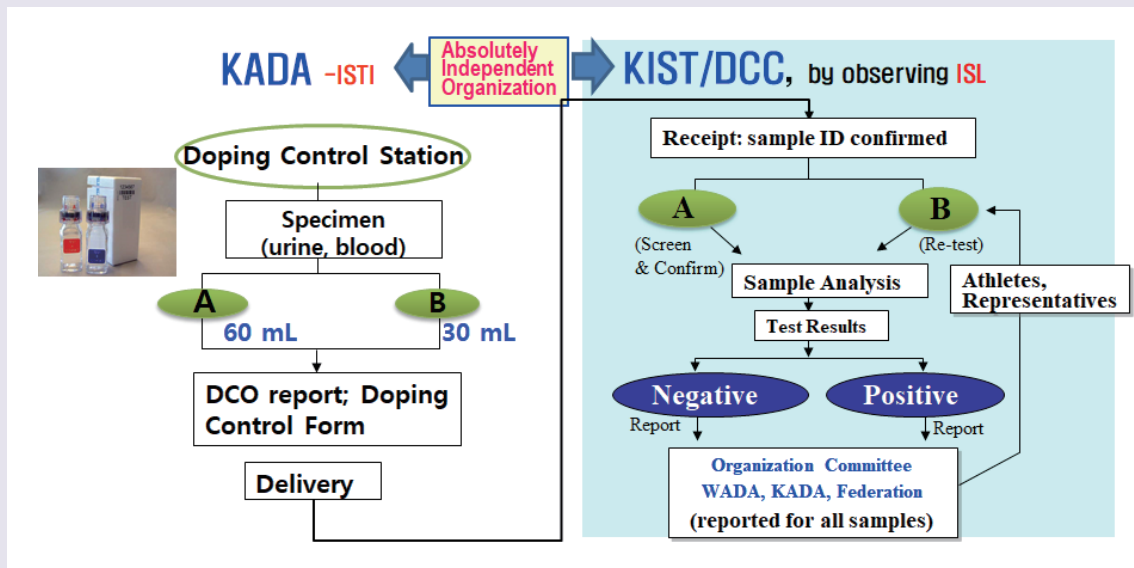 KADA -ISTI
Absolutely
Independent
Organization
KIST/DCC, by observing ISL
Doping Control Station
Specimen
(urine, blood)
A
B
60 mL
30 mL
DCO report; Doping
Control Form
Delivery
Receipt: sample ID confirmed
A
B
(Screen
& Confirm)
(Re-test)
Sample Analysis
Athletes,
Representatives
Test Results
Negative
Positive
Report
Report
Organization Committee
WADA, KADA, Federation
(reported for all samples)